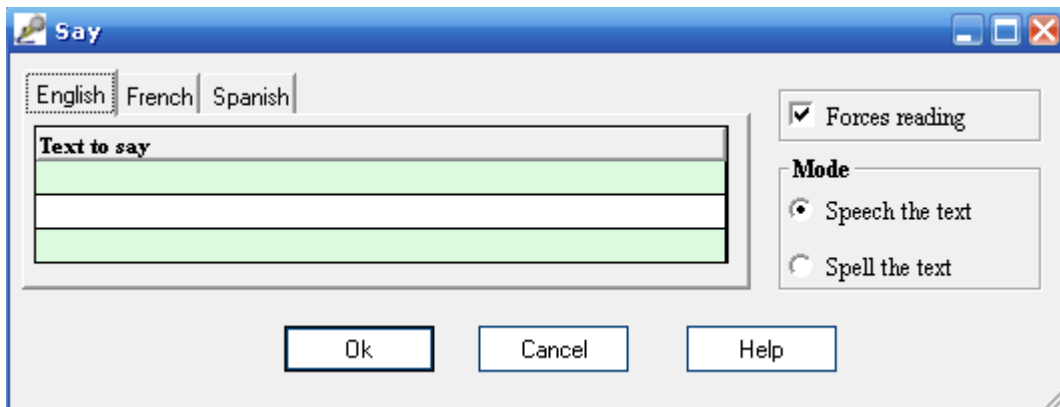 Say
English French Spanish
Text to say
Forces reading
Mode
Speech the text
Spell the text
Ok Cancel Help